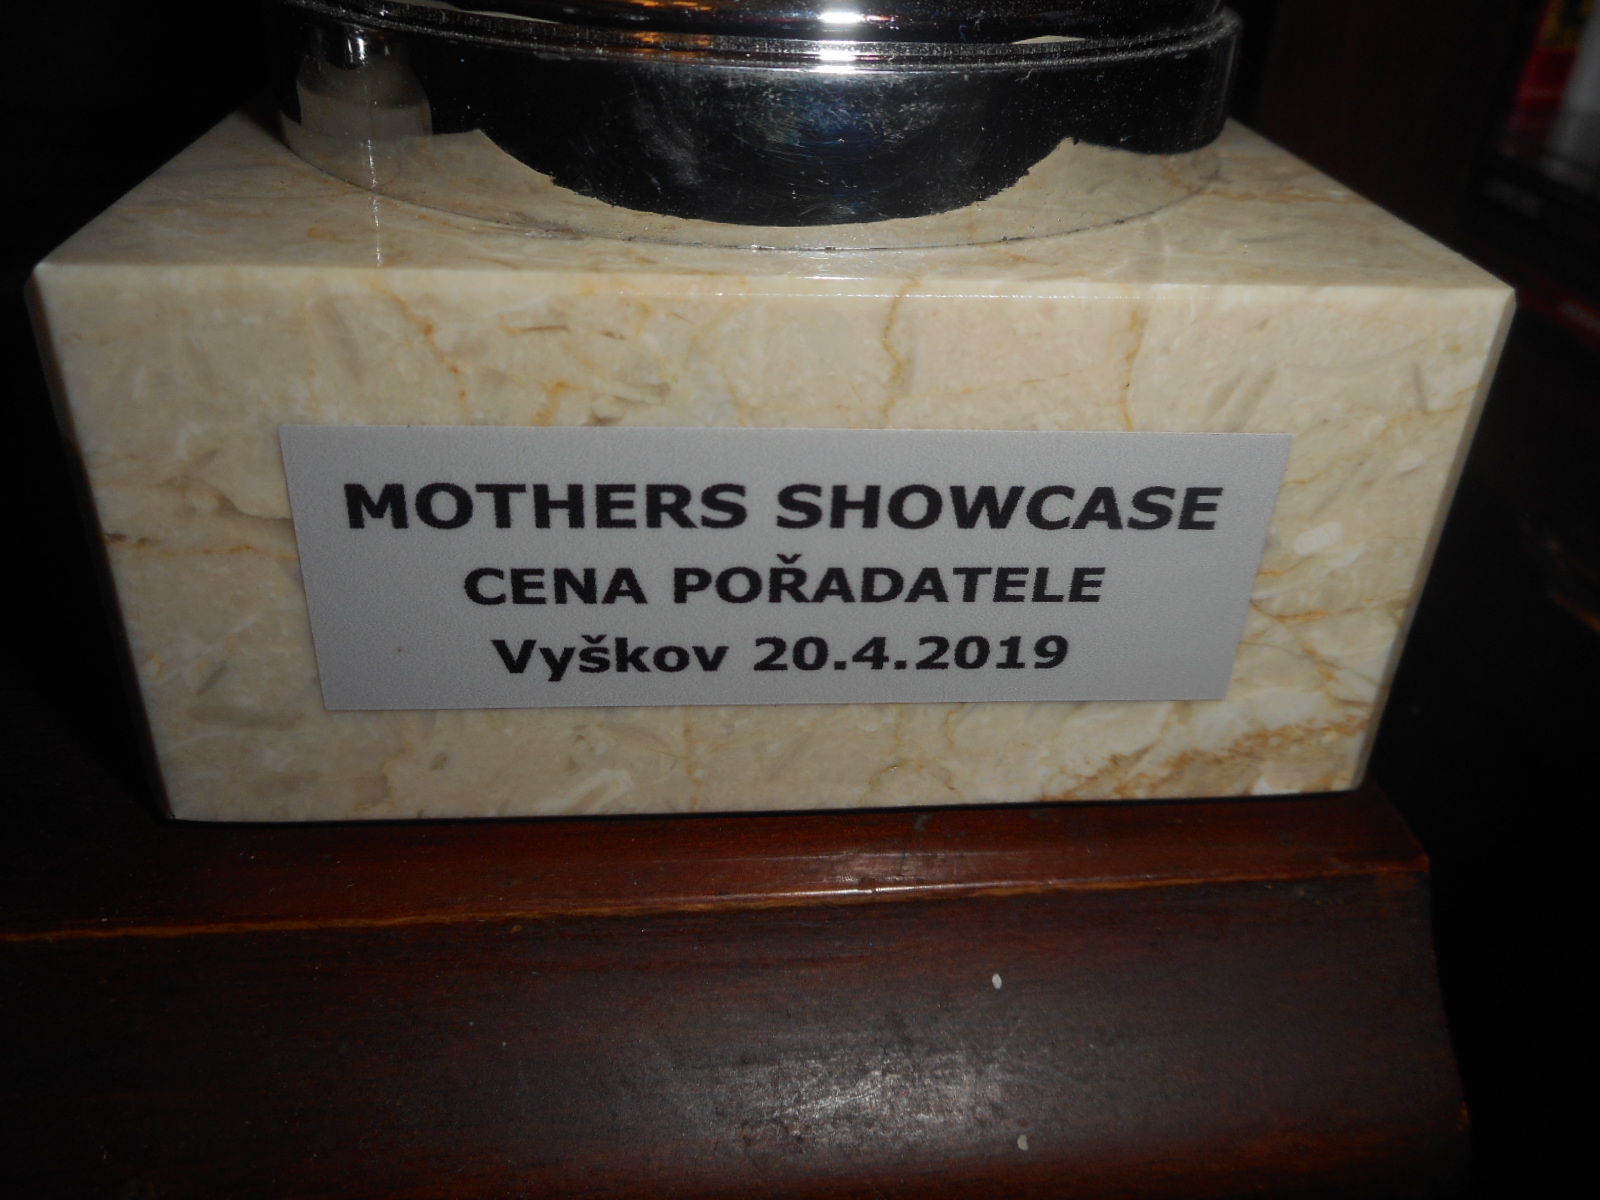 MOTHERS SHOWCASE
CENA POŘADATELE
Vyškov 20.4.2019